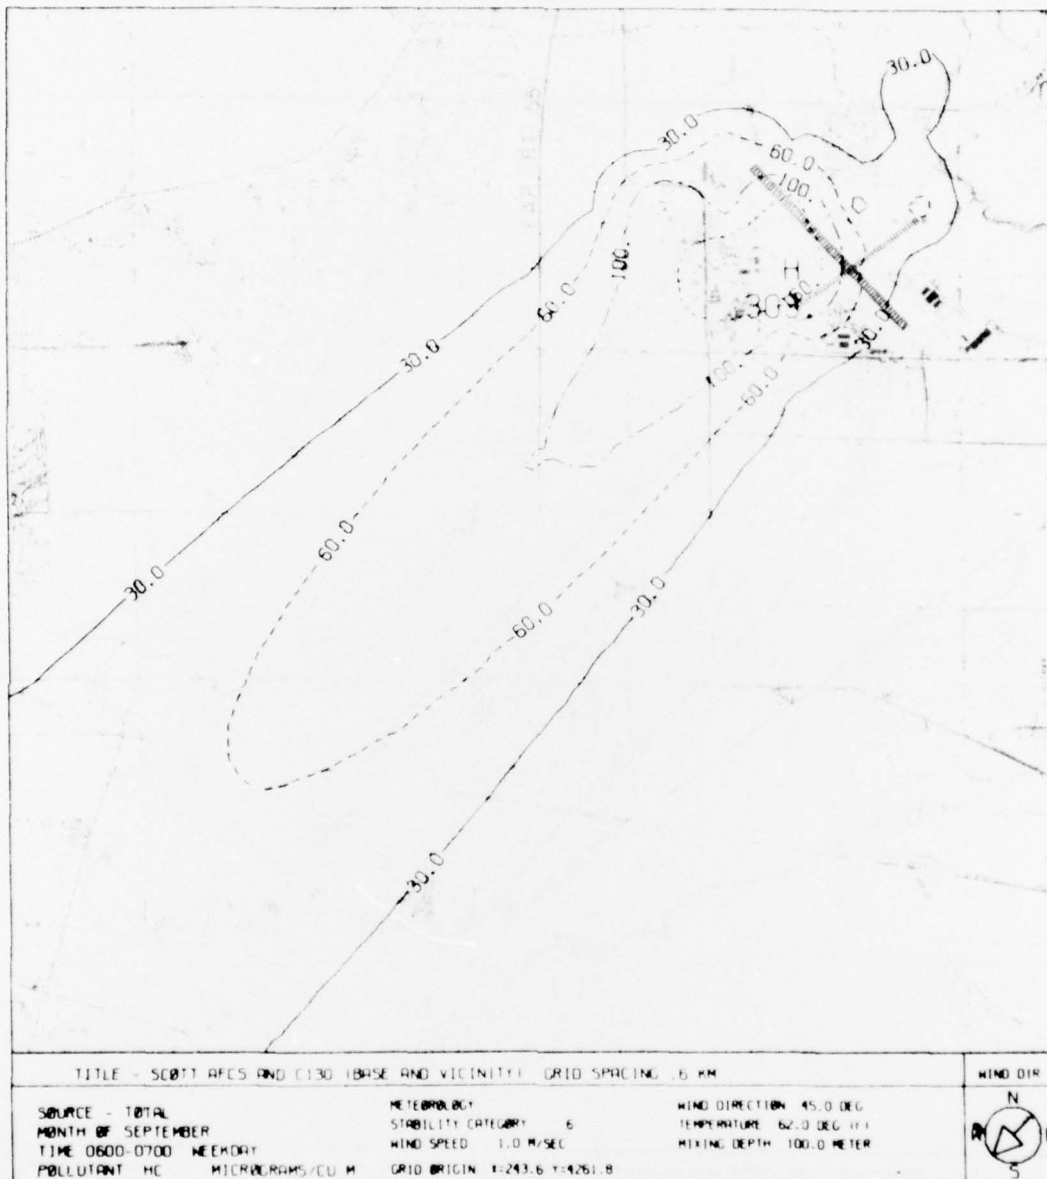 30.0
30.0
60.0
100.
100.
60.0
H
60.
305.
30.0
30.0
100.
60.0
60.0
30.0
60.0
30.0
30.0
TITLE - SCØTT AFCS AND C130 (BASE AND VICINITY) GRID SPACING .6 KM
WIND DIR
SØURCE - TØTAL
MØNTH ØF SEPTEMBER
TIME 0600-0700 WEEKDAY
PØLLUTANT HC MICRØGRAMS/CU M
METEØRØLØGY
STABILITY CATEGØRY 6
WIND SPEED 1.0 M/SEC
GRID ØRIGIN X=243.6 Y=4261.8
WIND DIRECTIØN 45.0 DEG
TEMPERATURE 62.0 DEG (F)
MIXING DEPTH 100.0 METER
N
S